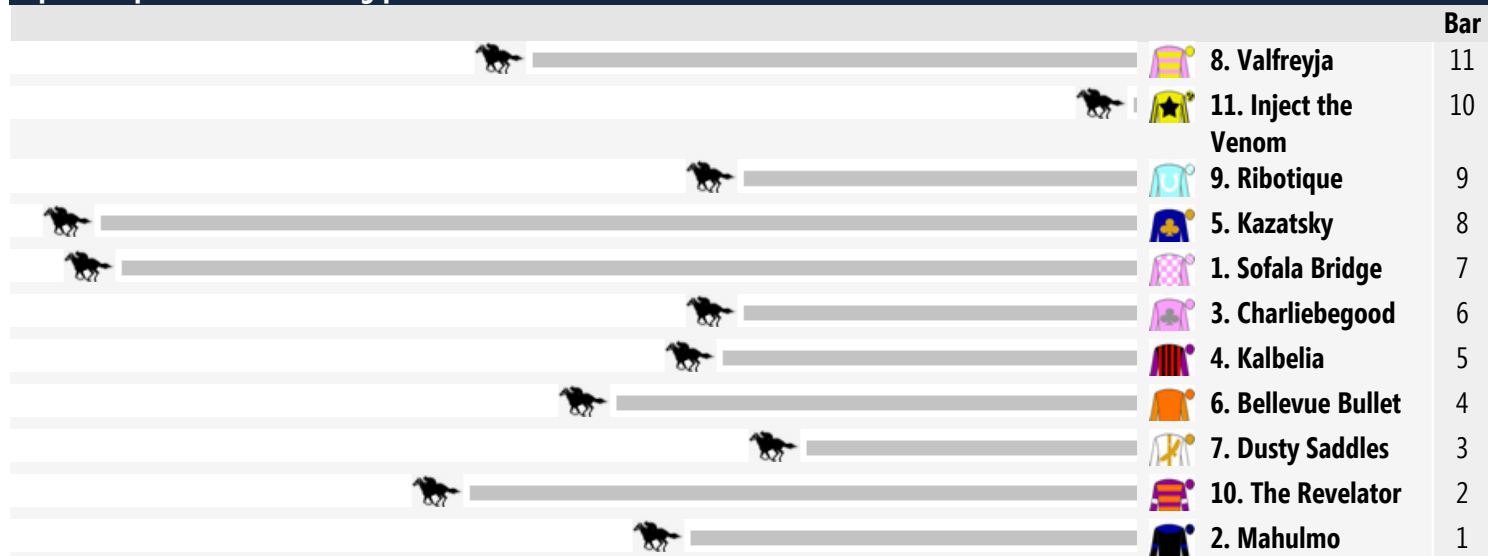 Bar
8. Valfreyja 11
11. Inject the 10
Venom
9. Ribotique 9
5. Kazatsky 8
1. Sofala Bridge 7
3. Charliebegood 6
4. Kalbelia 5
6. Bellevue Bullet 4
7. Dusty Saddles 3
10. The Revelator 2
2. Mahulmo 1